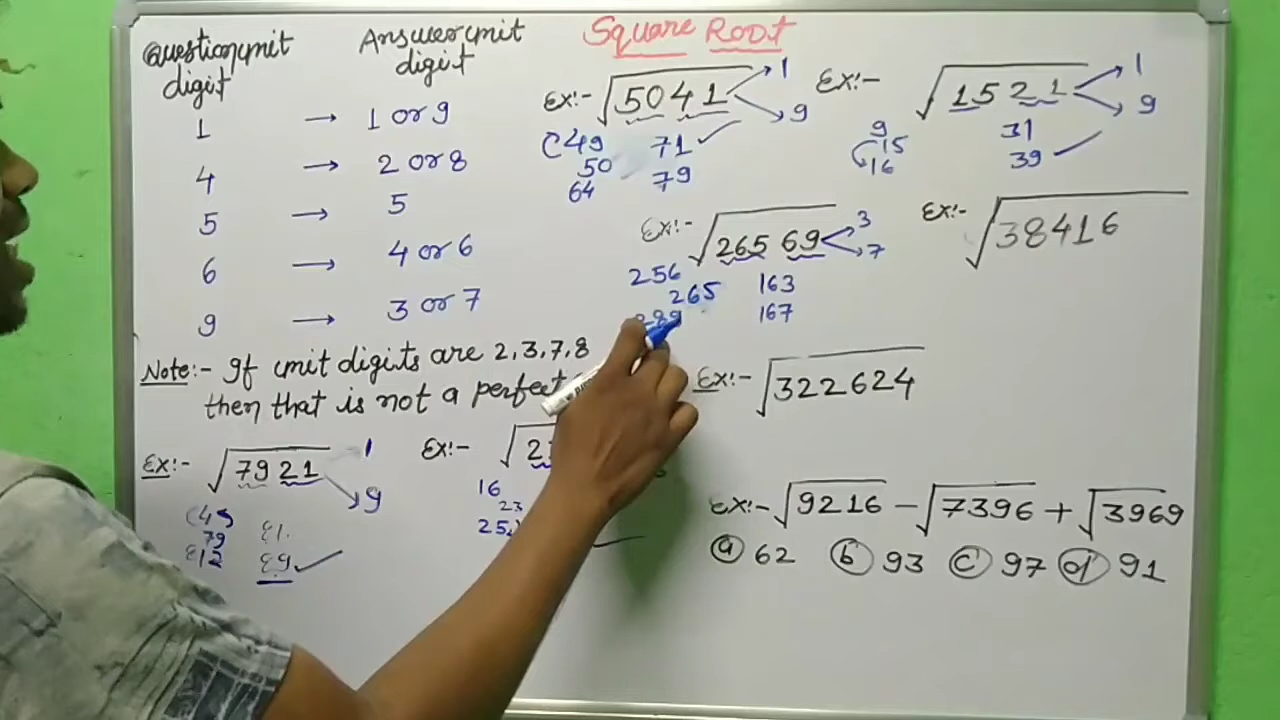 Square Root
Question unit digit
Answer unit digit
1 → 1 or 9
4 → 2 or 8
5 → 5
6 → 4 or 6
9 → 3 or 7
Note:- If unit digits are 2, 3, 7, 8
then that is not a perfect
Ex:- √5041 1 9
49 71 ✓
50
64 79
Ex:- √1521 1 9
9 31
15
16 39 ✓
Ex:- √26569 3 7
256 163
265
289 167
Ex:- √38416
Ex:- √322624
Ex:- √7921 1 9
79
89 ✓
Ex:- √2
16
23
25
Ex:- √9216 - √7396 + √3969
(a) 62 (b) 93 (c) 97 (d) 91